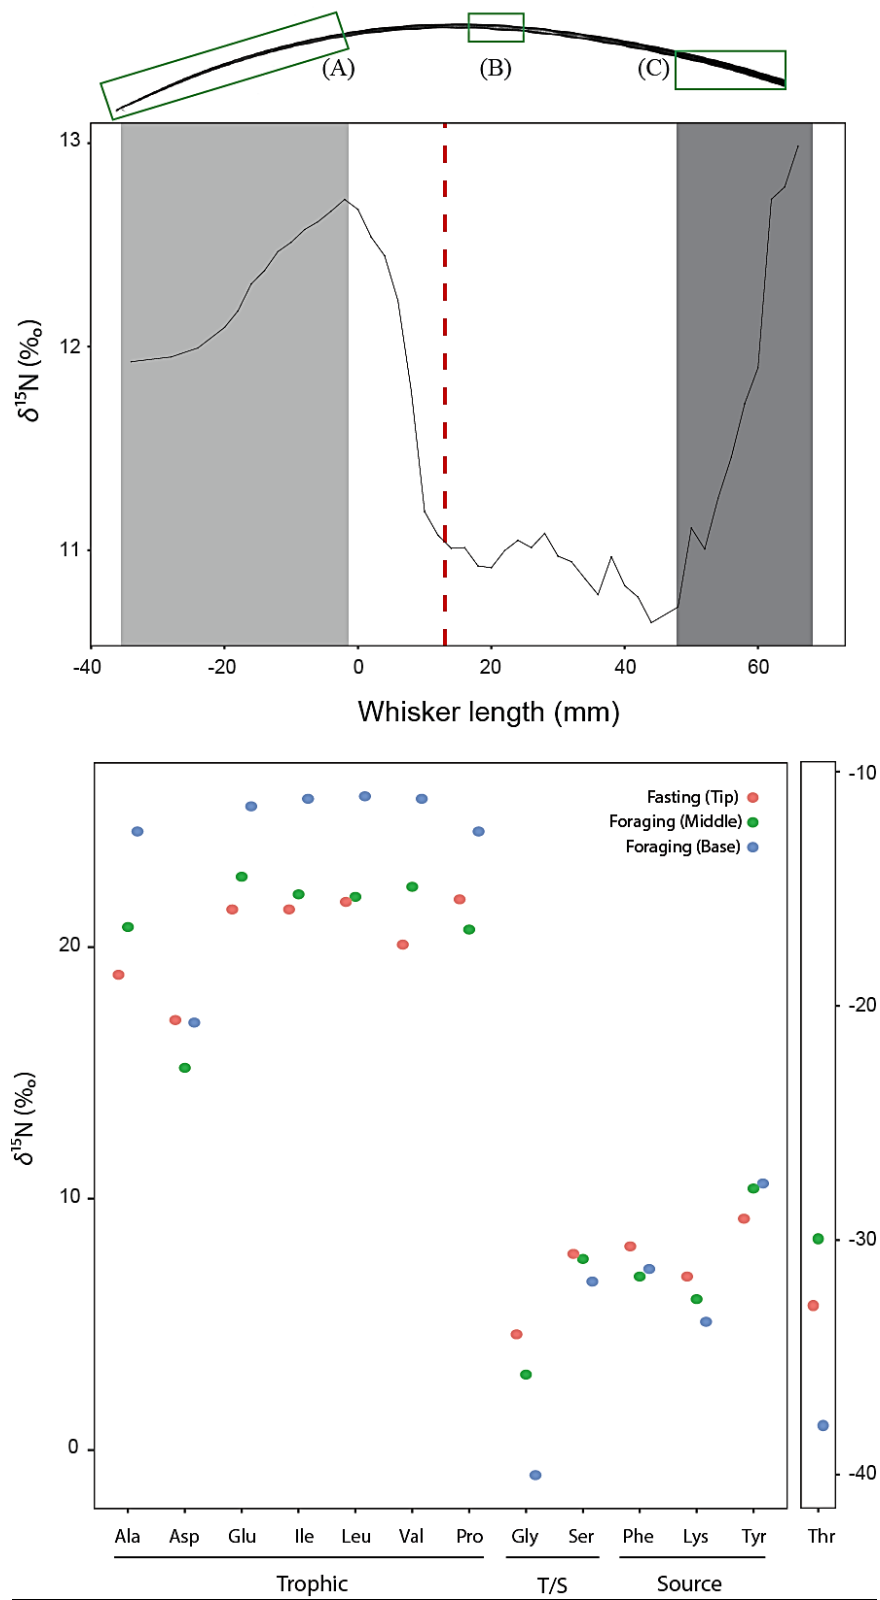 (A)
(B)
(C)
13
12
11
δ¹⁵N (‰)
-40
-20
0
20
40
60
Whisker length (mm)
Fasting (Tip)
Foraging (Middle)
Foraging (Base)
20
10
0
δ¹⁵N (‰)
-10
-20
-30
-40
Ala Asp Glu Ile Leu Val Pro Gly Ser Phe Lys Tyr Thr
Trophic T/S Source